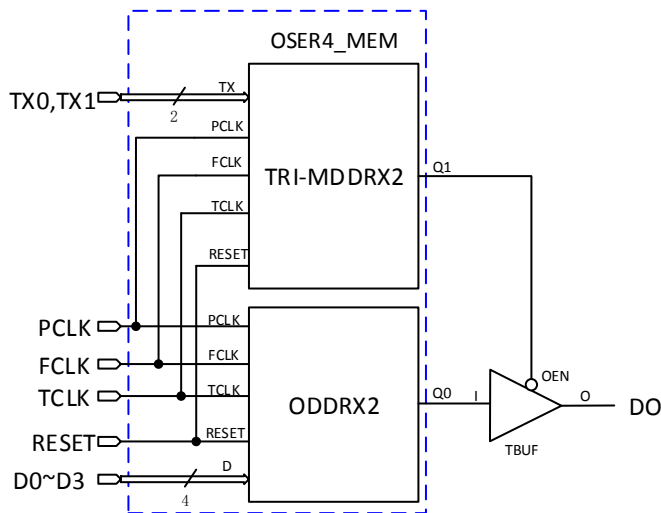 OSER4_MEM
TX0,TX1
2
TX
PCLK
FCLK
TCLK
RESET
TRI-MDDRX2
Q1
PCLK
FCLK
TCLK
RESET
D0~D3
4
PCLK
FCLK
TCLK
RESET
D
ODDRX2
Q0
I
OEN
O
TBUF
DO